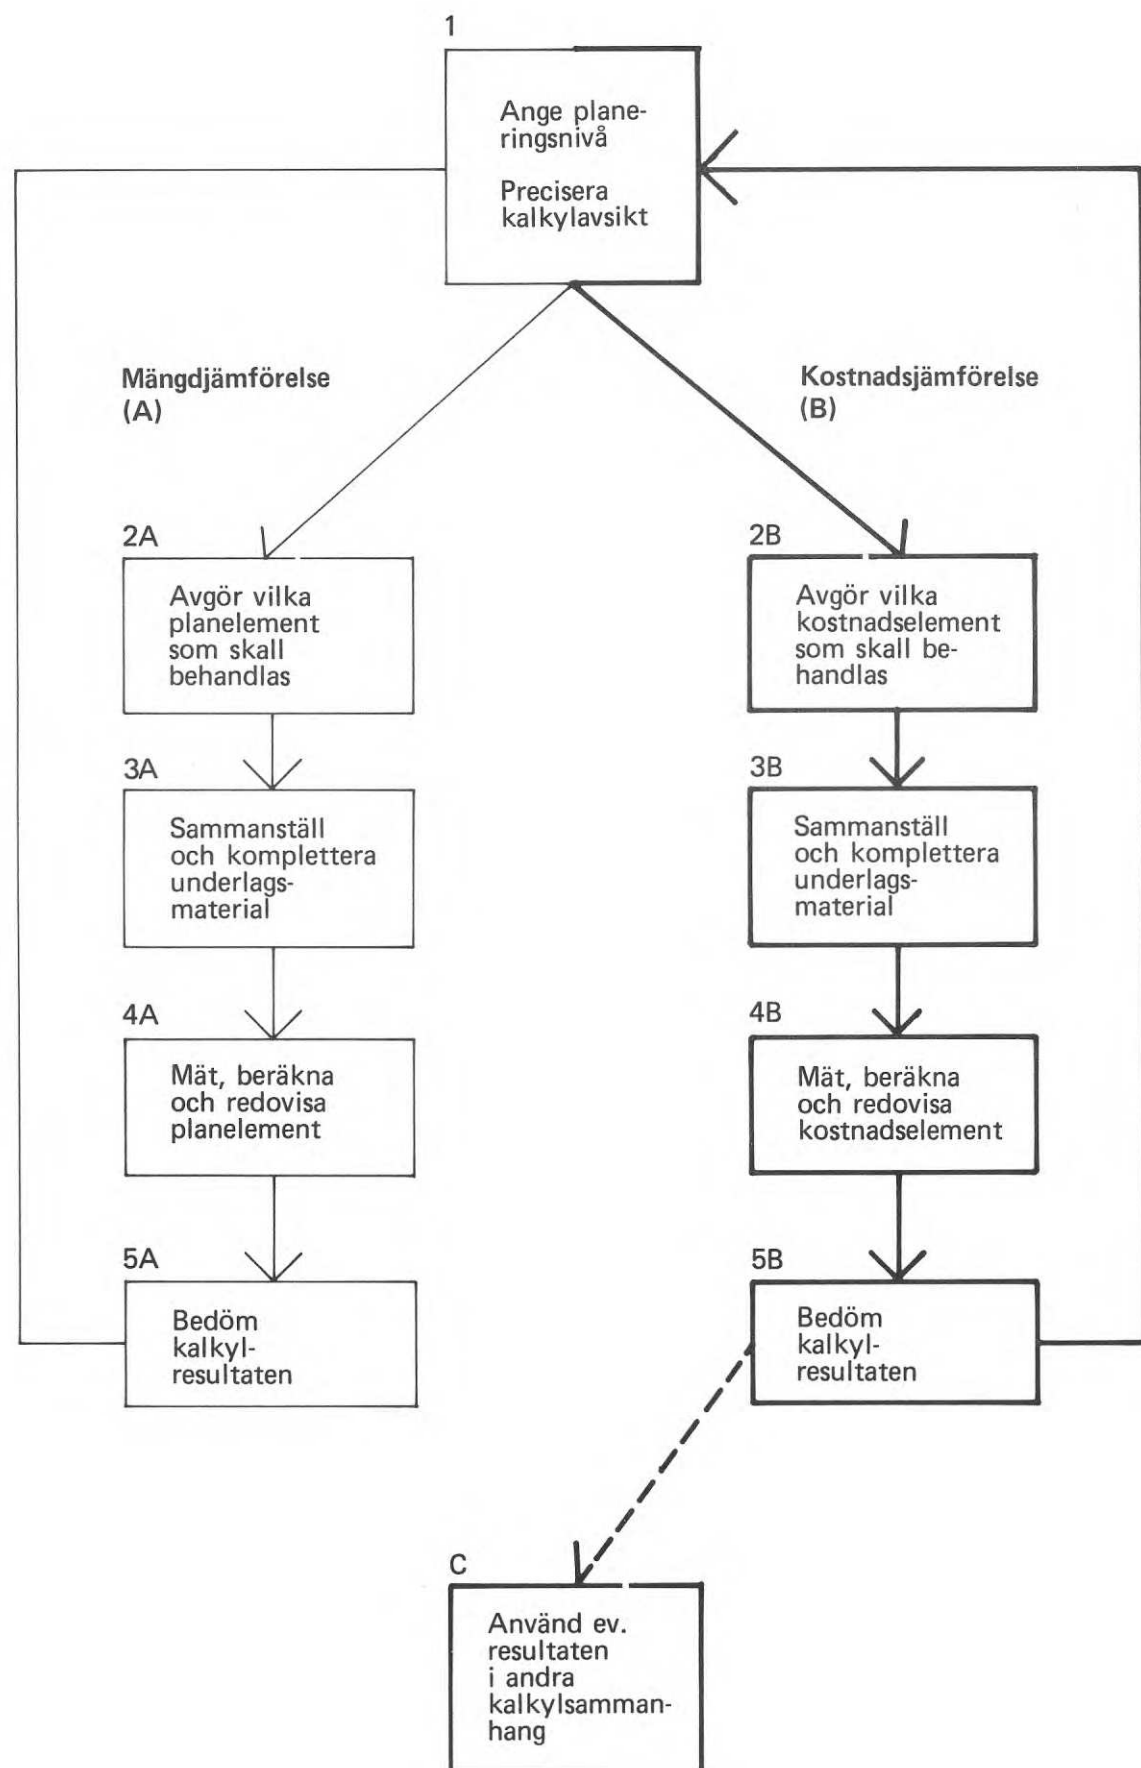 1
Ange plane-
ringsnivå
Precisera
kalkylavsikt
Mängdjämförelse
(A)
Kostnadsjämförelse
(B)
2A
Avgör vilka
planelement
som skall
behandlas
2B
Avgör vilka
kostnadselement
som skall be-
handlas
3A
Sammanställ
och komplettera
underlags-
material
3B
Sammanställ
och komplettera
underlags-
material
4A
Mät, beräkna
och redovisa
planelement
4B
Mät, beräkna
och redovisa
kostnadselement
5A
Bedöm
kalkyl-
resultaten
5B
Bedöm
kalkyl-
resultaten
C
Använd ev.
resultaten
i andra
kalkylsamman-
hang